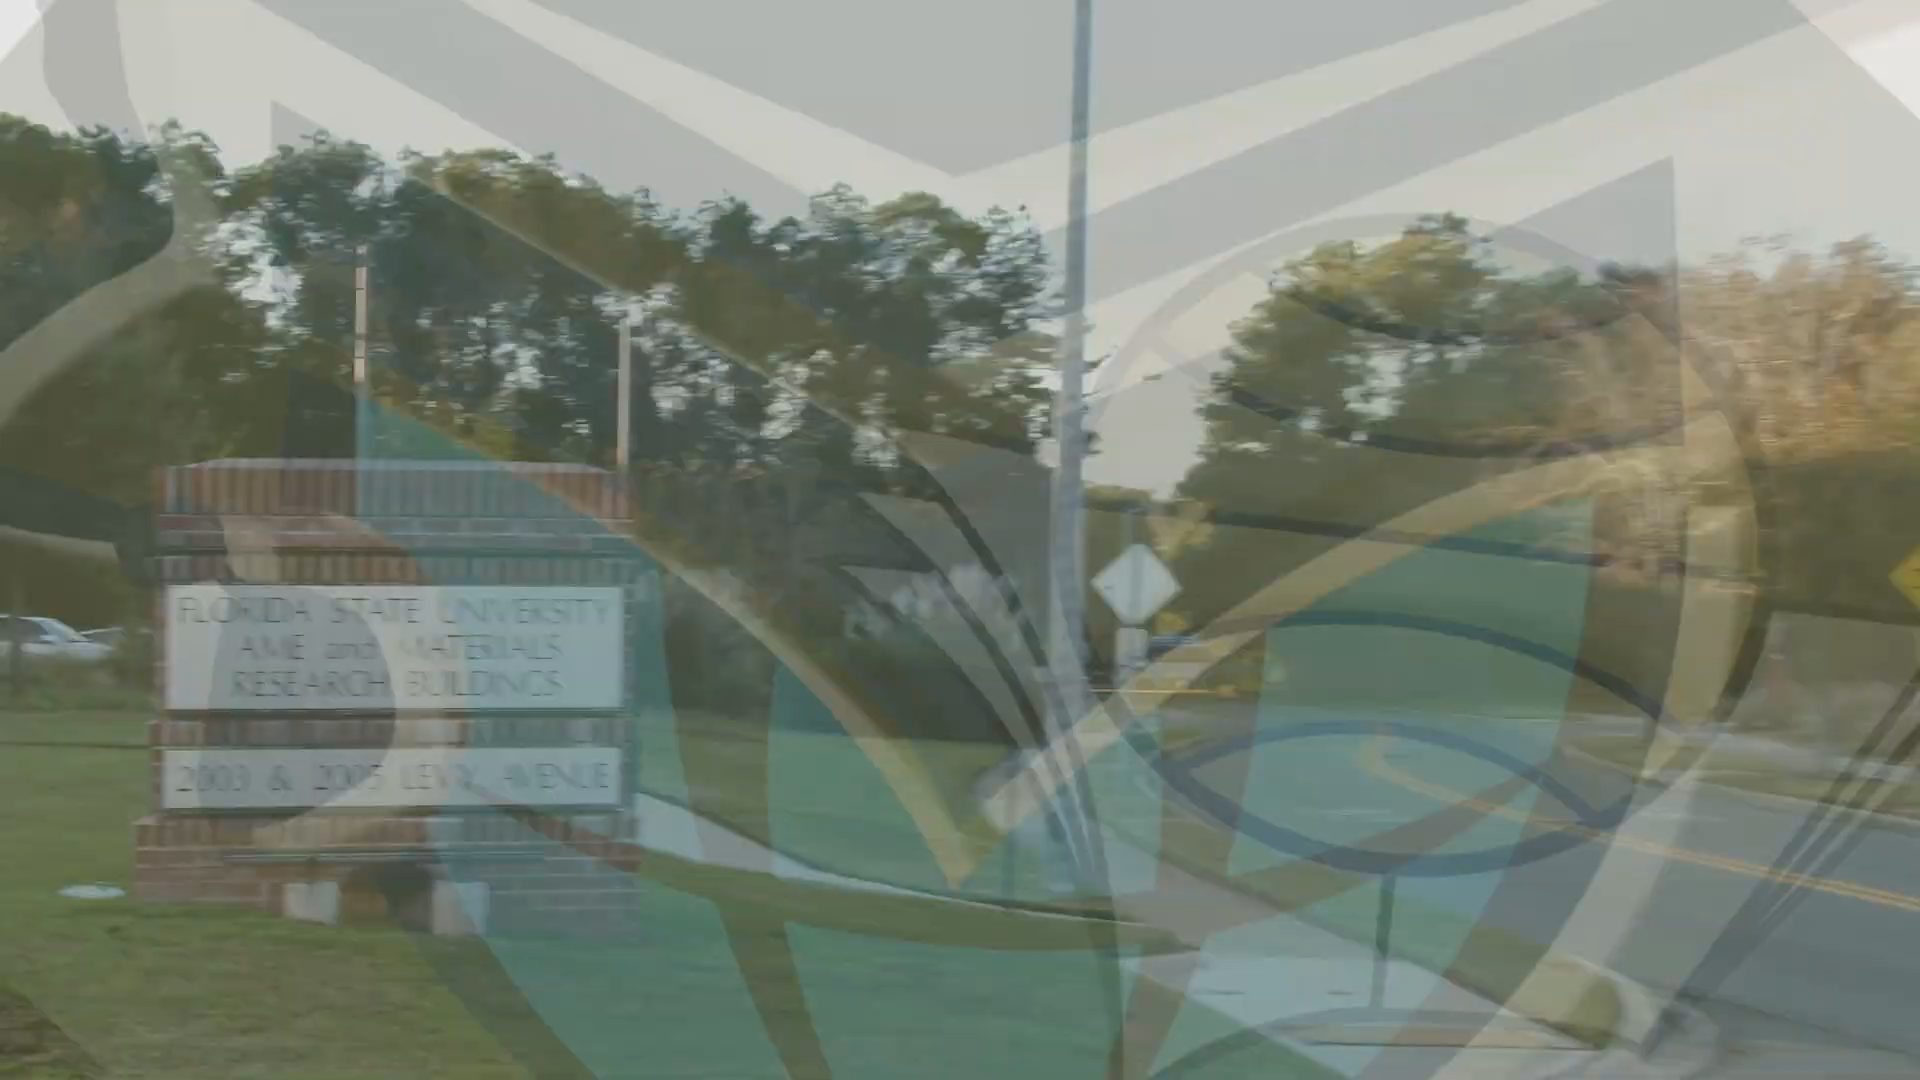 FLORIDA STATE UNIVERSITY
AME and MATERIALS
RESEARCH BUILDINGS
2003 & 2005 LEVY AVENUE